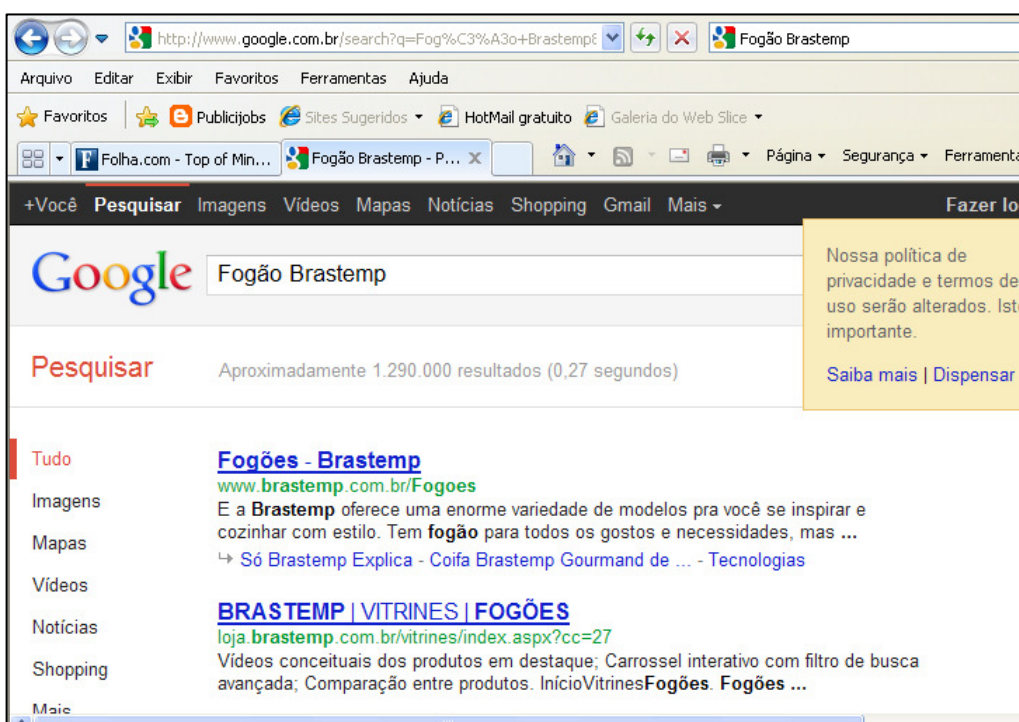 http://www.google.com.br/search?q=Fog%C3%A3o+Brastemp& Fogão Brastemp
Arquivo Editar Exibir Favoritos Ferramentas Ajuda
Favoritos Publicijobs Sites Sugeridos HotMail gratuito Galeria do Web Slice
Folha.com - Top of Min... Fogão Brastemp - P... Página Segurança Ferramenta
+Você Pesquisar Imagens Vídeos Mapas Notícias Shopping Gmail Mais Fazer lo
Google Fogão Brastemp
Nossa política de
privacidade e termos de
uso serão alterados. Ist
importante.
Saiba mais | Dispensar
Pesquisar Aproximadamente 1.290.000 resultados (0,27 segundos)
Tudo
Imagens
Mapas
Vídeos
Notícias
Shopping
Mais
Fogões - Brastemp
www.brastemp.com.br/Fogoes
E a Brastemp oferece uma enorme variedade de modelos pra você se inspirar e
cozinhar com estilo. Tem fogão para todos os gostos e necessidades, mas ...
Só Brastemp Explica - Coifa Brastemp Gourmand de ... - Tecnologias
BRASTEMP | VITRINES | FOGÕES
loja.brastemp.com.br/vitrines/index.aspx?cc=27
Vídeos conceituais dos produtos em destaque; Carrossel interativo com filtro de busca
avançada; Comparação entre produtos. InícioVitrinesFogões. Fogões ...